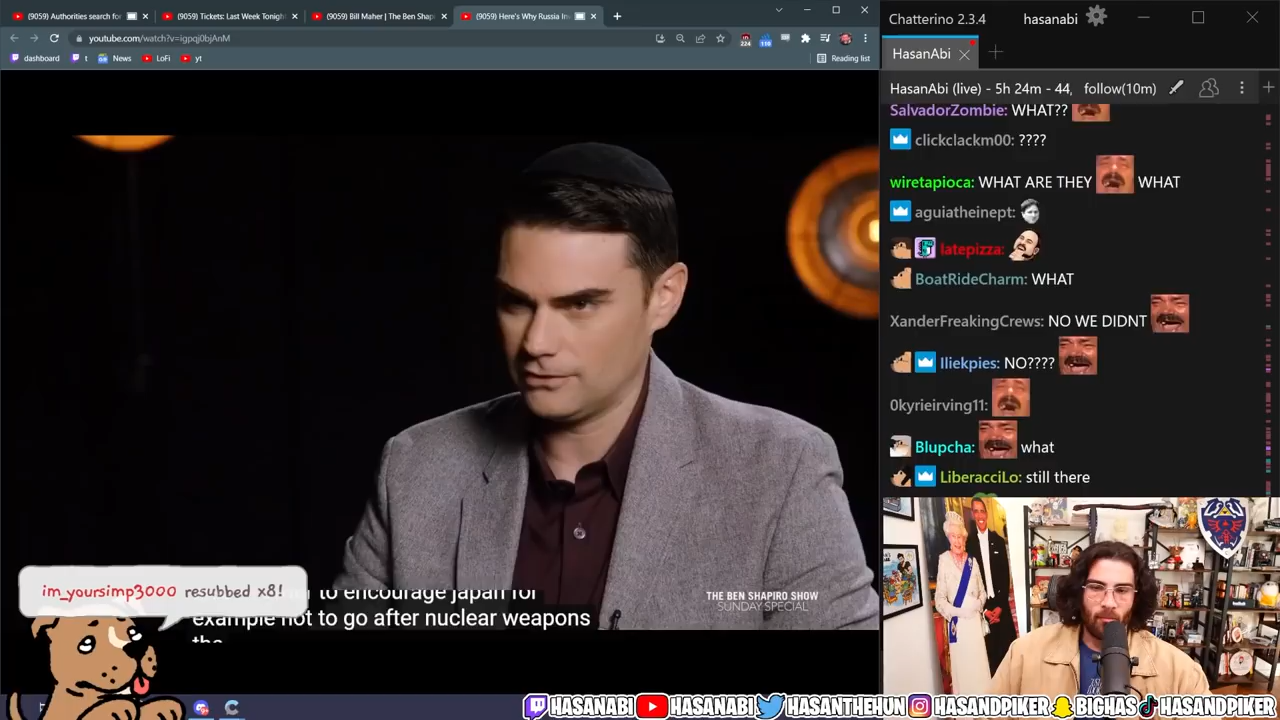 (9059) Authorities search for
(9059) Tickets: Last Week Tonigh
(9059) Bill Maher | The Ben Shap
(9059) Here's Why Russia In
youtube.com/watch?v=igpqj0bjAnM
224
110
dashboard
t
News
LoFi
yt
Reading list
to encourage japan for
example not to go after nuclear weapons
the
THE BEN SHAPIRO SHOW
SUNDAY SPECIAL
im_yoursimp3000 resubbed x8!
Chatterino 2.3.4
hasanabi
HasanAbi
HasanAbi (live) - 5h 24m - 44,
follow(10m)
SalvadorZombie: WHAT??
clickclackm00: ????
wiretapioca: WHAT ARE THEY WHAT
aguiatheinept:
latepizza:
BoatRideCharm: WHAT
XanderFreakingCrews: NO WE DIDNT
Iliekpies: NO????
0kyrieirving11:
Blupcha: what
LiberacciLo: still there
HASANABI HASANABI HASANTHEHUN HASANDPIKER BIGHAS HASANDPIKER